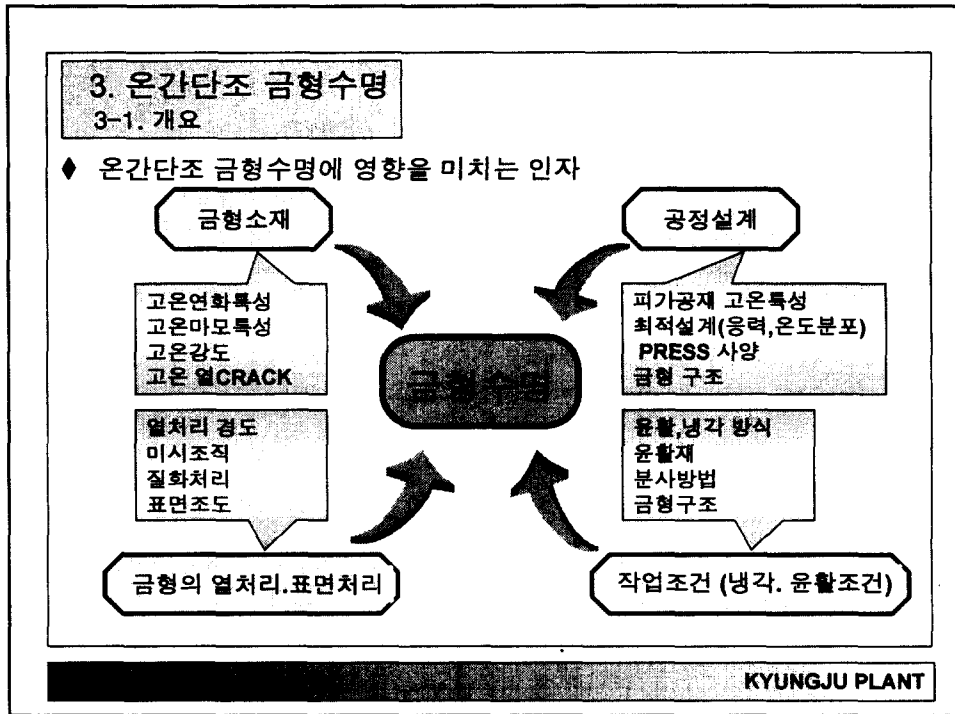 3. 온간단조 금형수명
3-1. 개요
♦ 온간단조 금형수명에 영향을 미치는 인자
금형소재
고온연화특성
고온마모특성
고온강도
고온 열CRACK
공정설계
피가공재 고온특성
최적설계(응력,온도분포)
PRESS 사양
금형 구조
금형수명
열처리 경도
미시조직
질화처리
표면조도
금형의 열처리.표면처리
윤활,냉각 방식
윤활재
분사방법
금형구조
작업조건 (냉각. 윤활조건)
KYUNGJU PLANT